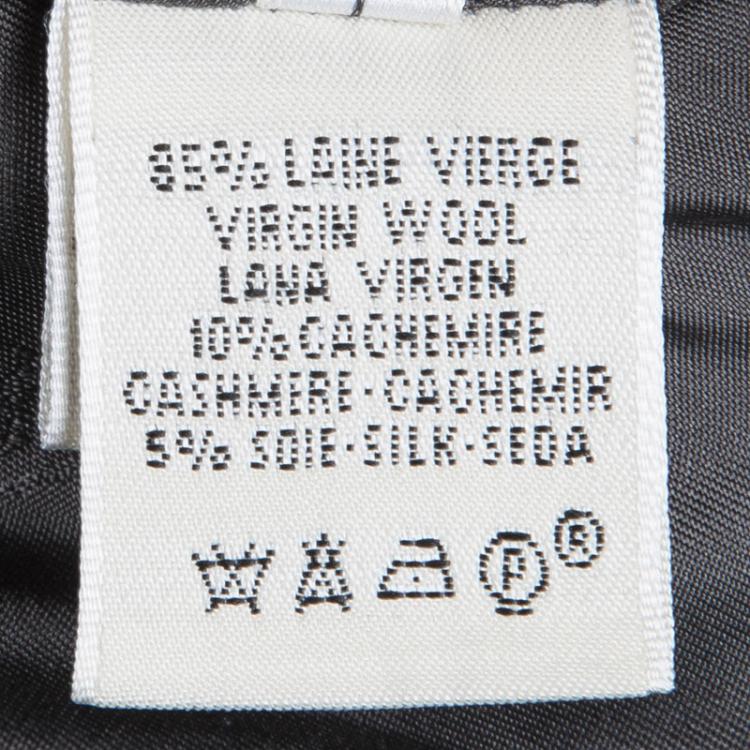 85% LAINE VIERGE
VIRGIN WOOL
LANA VIRGEN
10% CACHEMIRE
CASHMERE·CACHEMIR
5% SOIE·SILK·SEDA
P ®